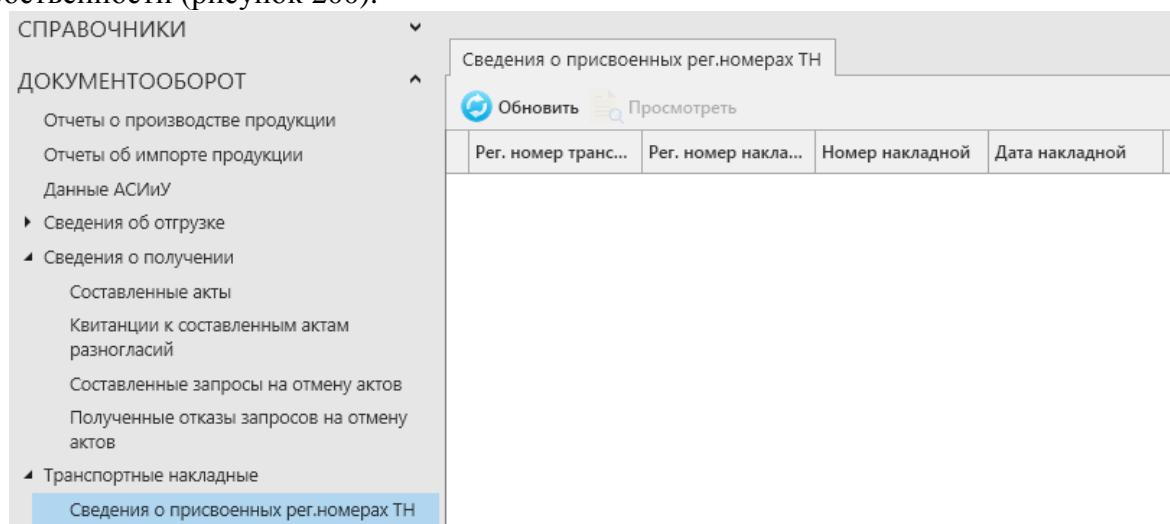 СПРАВОЧНИКИ
ДОКУМЕНТООБОРОТ
Отчеты о производстве продукции
Отчеты об импорте продукции
Данные АСИиУ
Сведения об отгрузке
Сведения о получении
Составленные акты
Квитанции к составленным актам
разногласий
Составленные запросы на отмену актов
Полученные отказы запросов на отмену
актов
Транспортные накладные
Сведения о присвоенных рег.номерах ТН
Сведения о присвоенных рег.номерах ТН
Обновить Просмотреть
Рег. номер транс... Рег. номер накла... Номер накладной Дата накладной